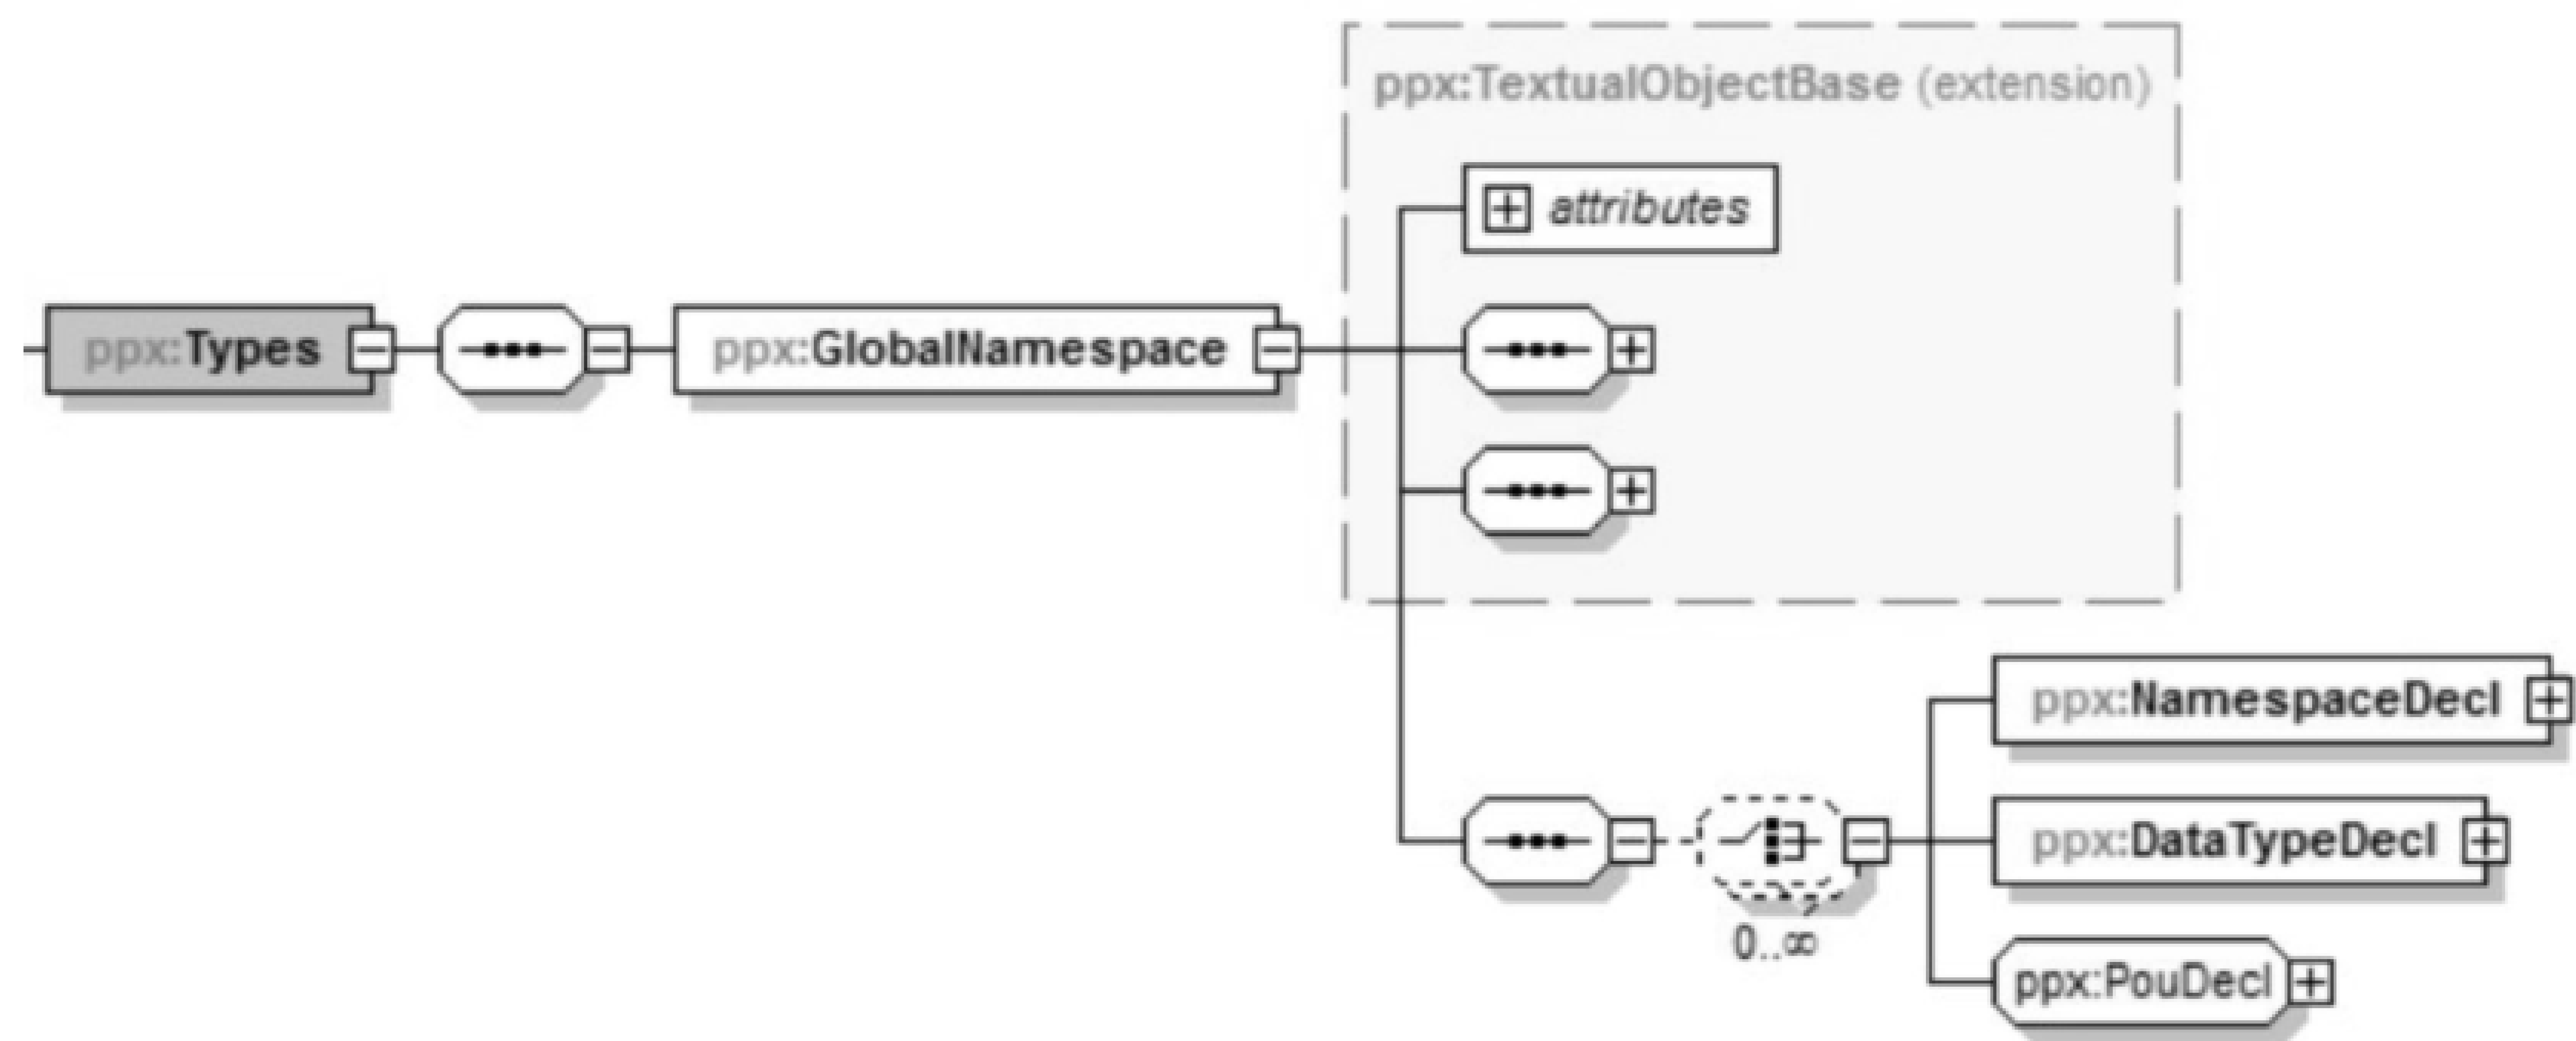 ppx:TextualObjectBase (extension)
attributes
ppx:Types
ppx:GlobalNamespace
ppx:NamespaceDecl
ppx:DataTypeDecl
0..∞
ppx:PouDecl